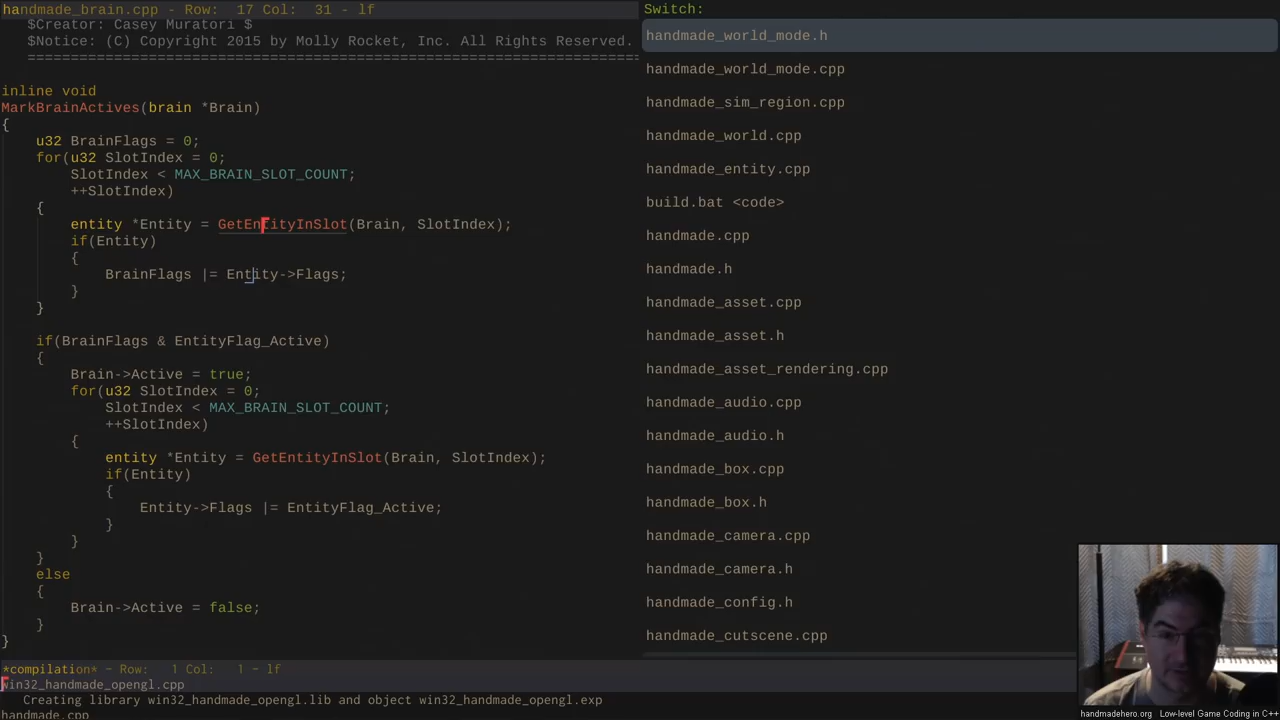 handmade_brain.cpp - Row:  17 Col:  31 - lf
$Creator: Casey Muratori $
$Notice: (C) Copyright 2015 by Molly Rocket, Inc. All Rights Reserved.
========================================================================
inline void
MarkBrainActives(brain *Brain)
{
u32 BrainFlags = 0;
for(u32 SlotIndex = 0;
SlotIndex < MAX_BRAIN_SLOT_COUNT;
++SlotIndex)
{
entity *Entity = GetEntityInSlot(Brain, SlotIndex);
if(Entity)
{
BrainFlags |= Entity->Flags;
}
}
if(BrainFlags & EntityFlag_Active)
{
Brain->Active = true;
for(u32 SlotIndex = 0;
SlotIndex < MAX_BRAIN_SLOT_COUNT;
++SlotIndex)
{
entity *Entity = GetEntityInSlot(Brain, SlotIndex);
if(Entity)
{
Entity->Flags |= EntityFlag_Active;
}
}
}
else
{
Brain->Active = false;
}
}
Switch:
handmade_world_mode.h
handmade_world_mode.cpp
handmade_sim_region.cpp
handmade_world.cpp
handmade_entity.cpp
build.bat <code>
handmade.cpp
handmade.h
handmade_asset.cpp
handmade_asset.h
handmade_asset_rendering.cpp
handmade_audio.cpp
handmade_audio.h
handmade_box.cpp
handmade_box.h
handmade_camera.cpp
handmade_camera.h
handmade_config.h
handmade_cutscene.cpp
*compilation* - Row:   1 Col:   1 - lf
win32_handmade_opengl.cpp
Creating library win32_handmade_opengl.lib and object win32_handmade_opengl.exp
handmade.cpp
handmadehero.org  Low-level Game Coding in C++